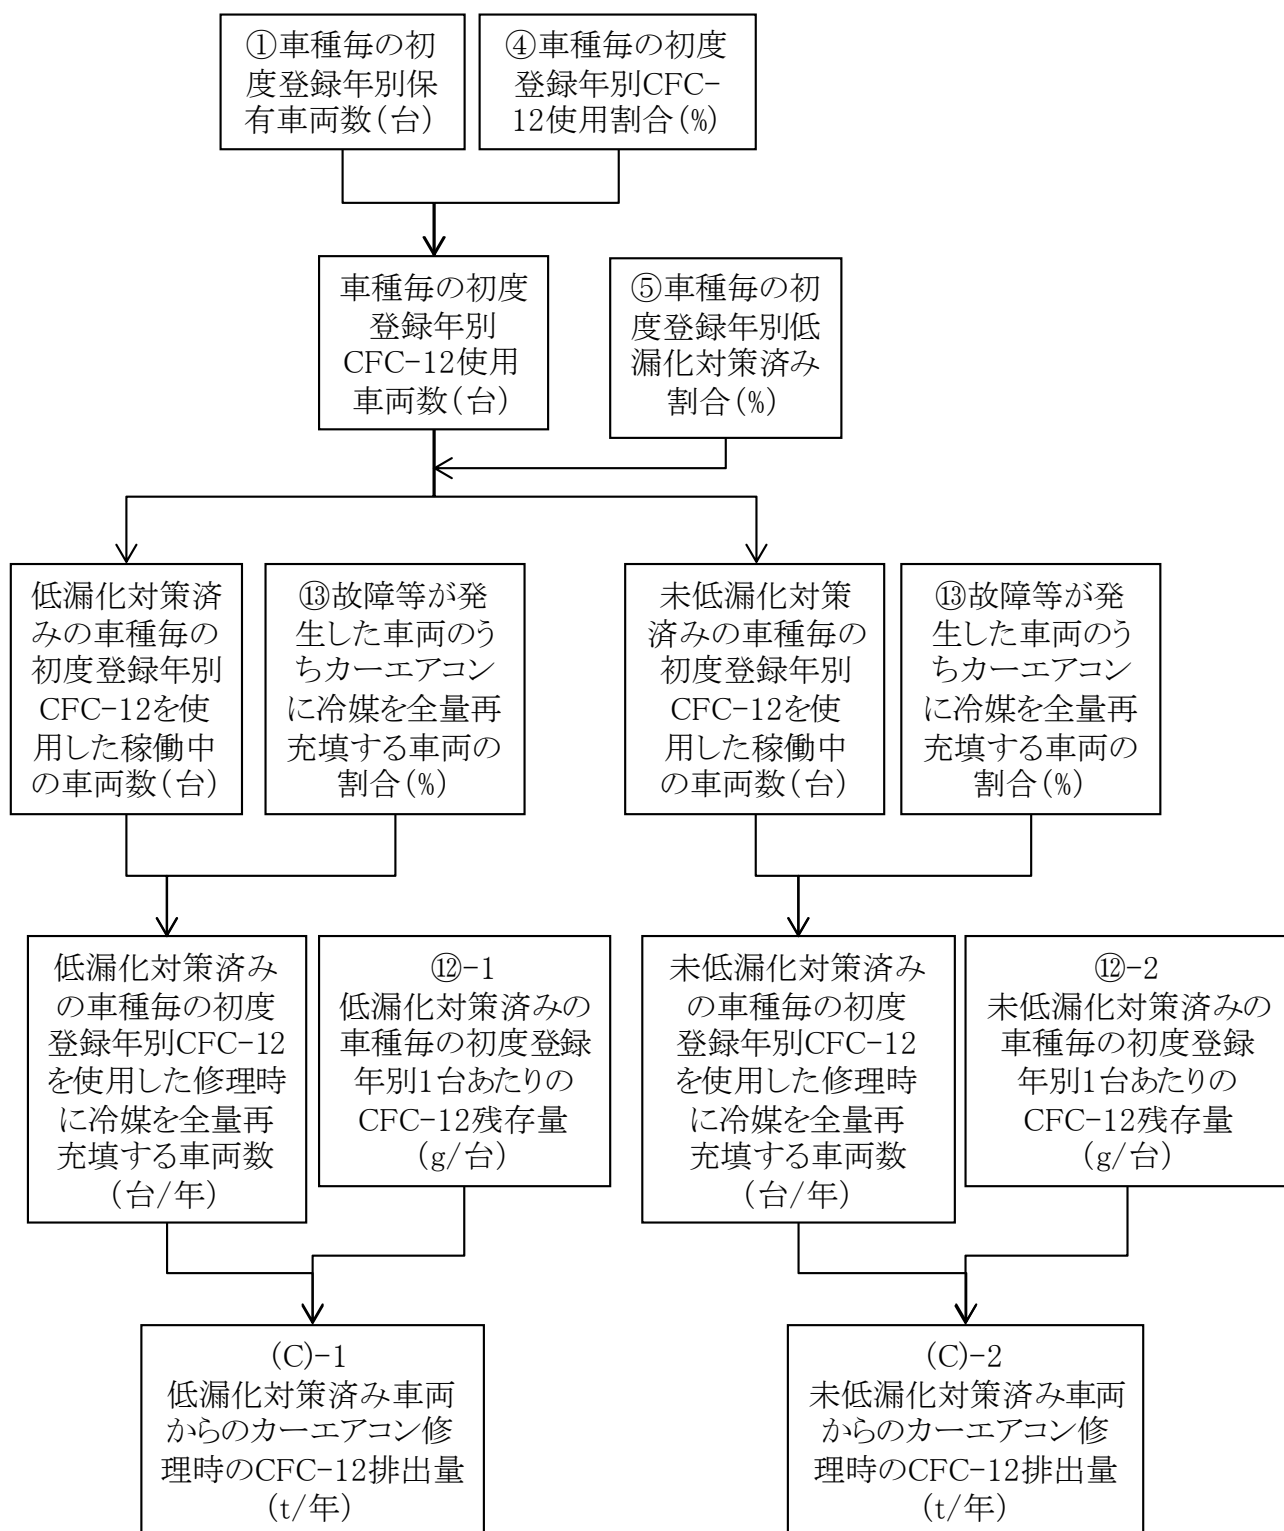 ①車種毎の初
度登録年別保
有車両数(台)
④車種毎の初度
登録年別CFC-
12使用割合(%)
車種毎の初度
登録年別
CFC-12使用
車両数(台)
⑤車種毎の初
度登録年別低
漏化対策済み
割合(%)
低漏化対策済
みの車種毎の
初度登録年別
CFC-12を使
用した稼働中
の車両数(台)
⑬故障等が発
生した車両のう
ちカーエアコン
に冷媒を全量再
充填する車両の
割合(%)
未低漏化対策
済みの車種毎の
初度登録年別
CFC-12を使
用した稼働中
の車両数(台)
⑬故障等が発
生した車両のう
ちカーエアコン
に冷媒を全量再
充填する車両の
割合(%)
低漏化対策済み
の車種毎の初度
登録年別CFC-12
を使用した修理時
に冷媒を全量再
充填する車両数
(台/年)
⑫-1
低漏化対策済みの
車種毎の初度登録
年別1台あたりの
CFC-12残存量
(g/台)
未低漏化対策済み
の車種毎の初度
登録年別CFC-12
を使用した修理時
に冷媒を全量再
充填する車両数
(台/年)
⑫-2
未低漏化対策済みの
車種毎の初度登録
年別1台あたりの
CFC-12残存量
(g/台)
(C)-1
低漏化対策済み車両
からのカーエアコン修
理時のCFC-12排出量
(t/年)
(C)-2
未低漏化対策済み車両
からのカーエアコン修
理時のCFC-12排出量
(t/年)